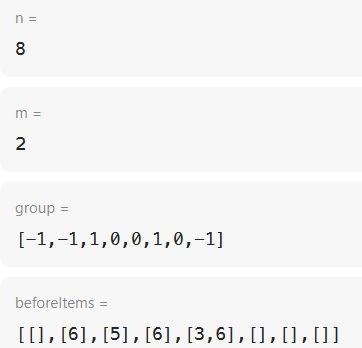 n =
8
m =
2
group =
[-1,-1,1,0,0,1,0,-1]
beforeItems =
[[],[6],[5],[6],[3,6],[],[],[]]